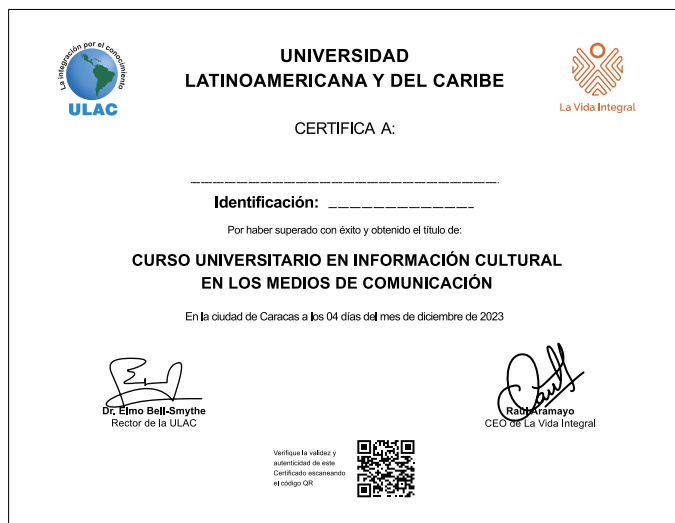 La integración por el conocimiento
ULAC
UNIVERSIDAD
LATINOAMERICANA Y DEL CARIBE
La Vida Integral
CERTIFICA A:
Identificación:
Por haber superado con éxito y obtenido el título de:
CURSO UNIVERSITARIO EN INFORMACIÓN CULTURAL
EN LOS MEDIOS DE COMUNICACIÓN
En la ciudad de Caracas a los 04 días del mes de diciembre de 2023
Dr. Elmo Bell-Smythe
Rector de la ULAC
Raúl Aramayo
CEO de La Vida Integral
Verifique la validez y
autenticidad de este
Certificado escaneando
el código QR